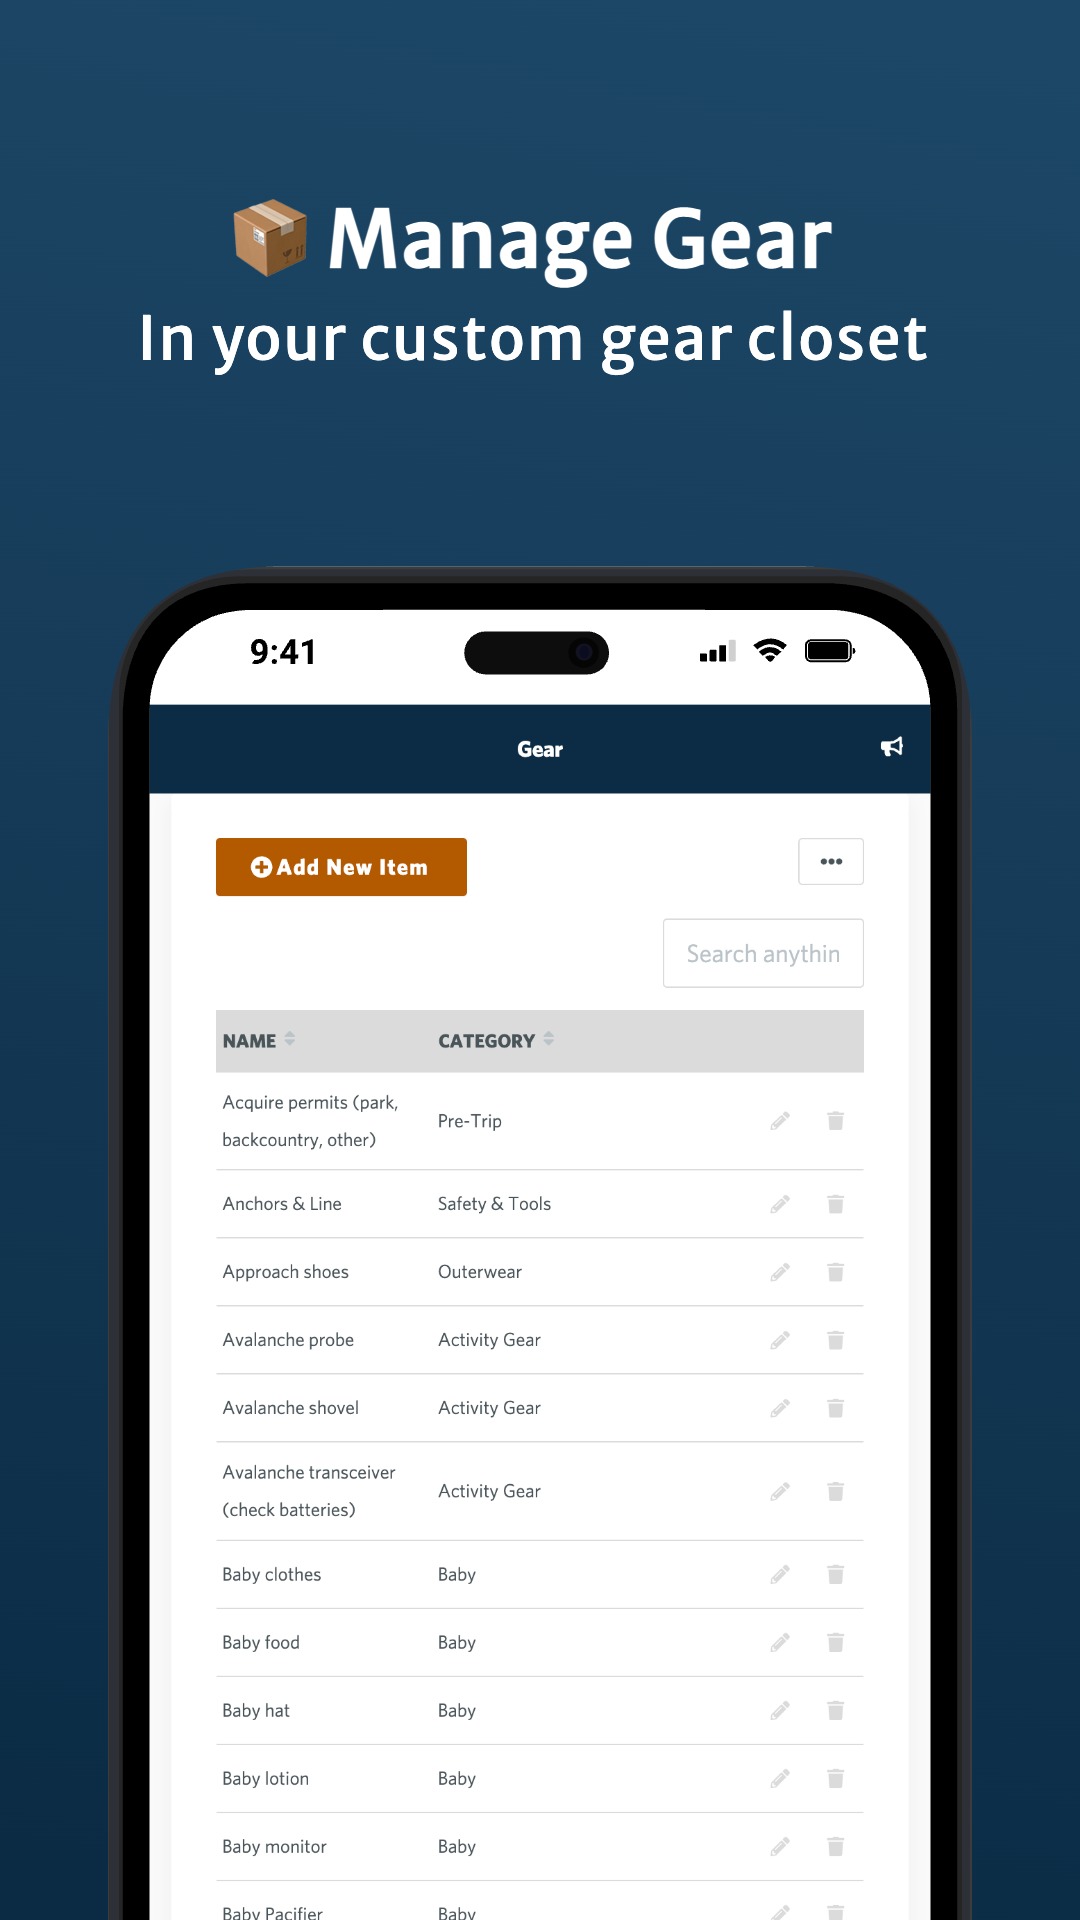 Manage Gear
In your custom gear closet
9:41
Gear
Add New Item
Search anythin
NAME CATEGORY
Acquire permits (park,
backcountry, other)
Pre-Trip
Anchors & Line Safety & Tools
Approach shoes Outerwear
Avalanche probe Activity Gear
Avalanche shovel Activity Gear
Avalanche transceiver
(check batteries)
Activity Gear
Baby clothes Baby
Baby food Baby
Baby hat Baby
Baby lotion Baby
Baby monitor Baby
Baby Pacifier Baby